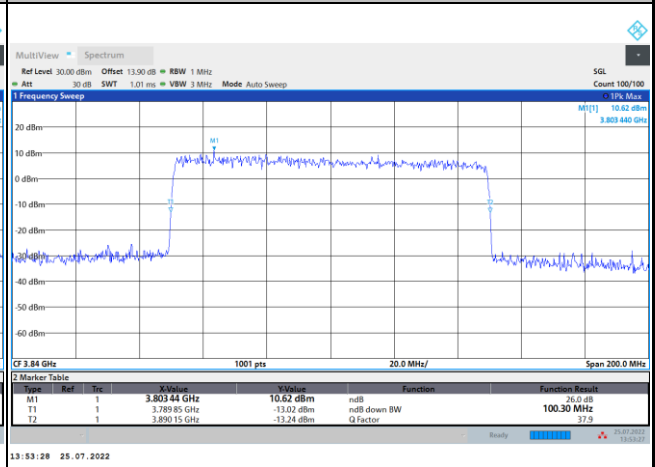 MultiView Spectrum
Ref Level 30.00 dBm Offset 13.90 dB RBW 1 MHz SGL
Att 30 dB SWT 1.01 ms VBW 3 MHz Mode Auto Sweep Count 100/100
1 Frequency Sweep 1Pk Max
M1[1] 10.62 dBm
3.803 440 GHz
20 dBm
M1
10 dBm
0 dBm
-10 dBm
-20 dBm
-30 dBm
-40 dBm
-50 dBm
-60 dBm
CF 3.84 GHz 1001 pts 20.0 MHz/ Span 200.0 MHz
2 Marker Table
Type Ref Trc X-Value Y-Value Function Function Result
M1 1 3.803 44 GHz 10.62 dBm ndB 26.0 dB
T1 1 3.789 85 GHz -13.02 dBm ndB down BW 100.30 MHz
T2 1 3.890 15 GHz -13.24 dBm Q Factor 37.9
Ready 25.07.2022
13:53:27
13:53:28 25.07.2022